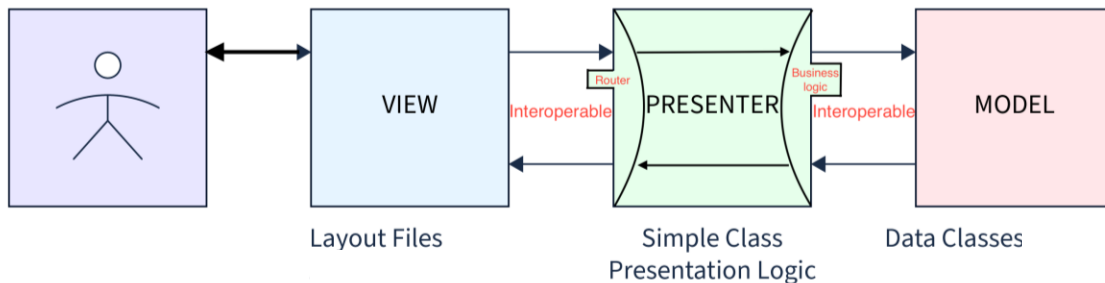 VIEW
Interoperable
Router
PRESENTER
Business
logic
Interoperable
MODEL
Layout Files
Simple Class
Presentation Logic
Data Classes